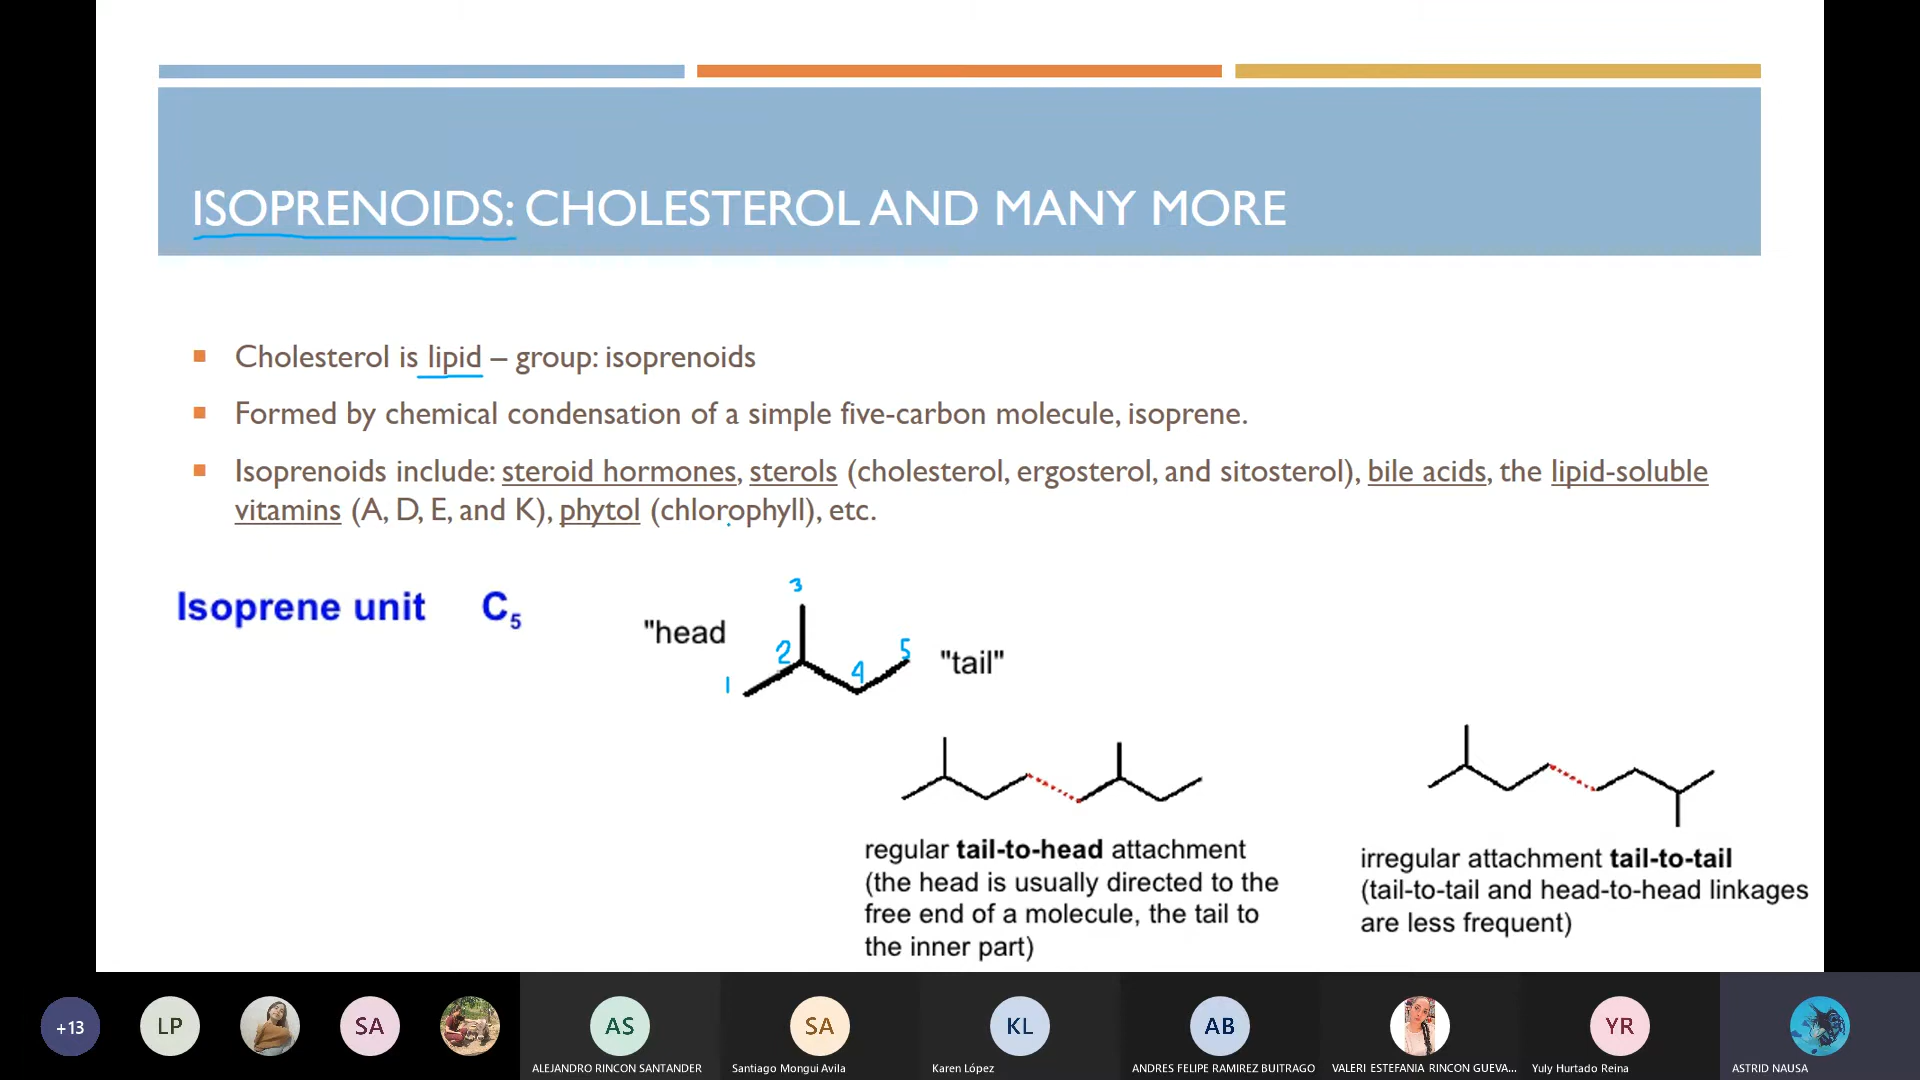 ISOPRENOIDS: CHOLESTEROL AND MANY MORE
Cholesterol is lipid – group: isoprenoids
Formed by chemical condensation of a simple five-carbon molecule, isoprene.
Isoprenoids include: steroid hormones, sterols (cholesterol, ergosterol, and sitosterol), bile acids, the lipid-soluble
vitamins (A, D, E, and K), phytol (chlorophyll), etc.
Isoprene unit C5
"head
3
2
1
4
5
"tail"
regular tail-to-head attachment
(the head is usually directed to the
free end of a molecule, the tail to
the inner part)
irregular attachment tail-to-tail
(tail-to-tail and head-to-head linkages
are less frequent)
+13
LP
SA
AS
SA
KL
AB
YR
ALEJANDRO RINCON SANTANDER
Santiago Mongui Avila
Karen López
ANDRES FELIPE RAMIREZ BUITRAGO
VALERI ESTEFANIA RINCON GUEVA...
Yuly Hurtado Reina
ASTRID NAUSA